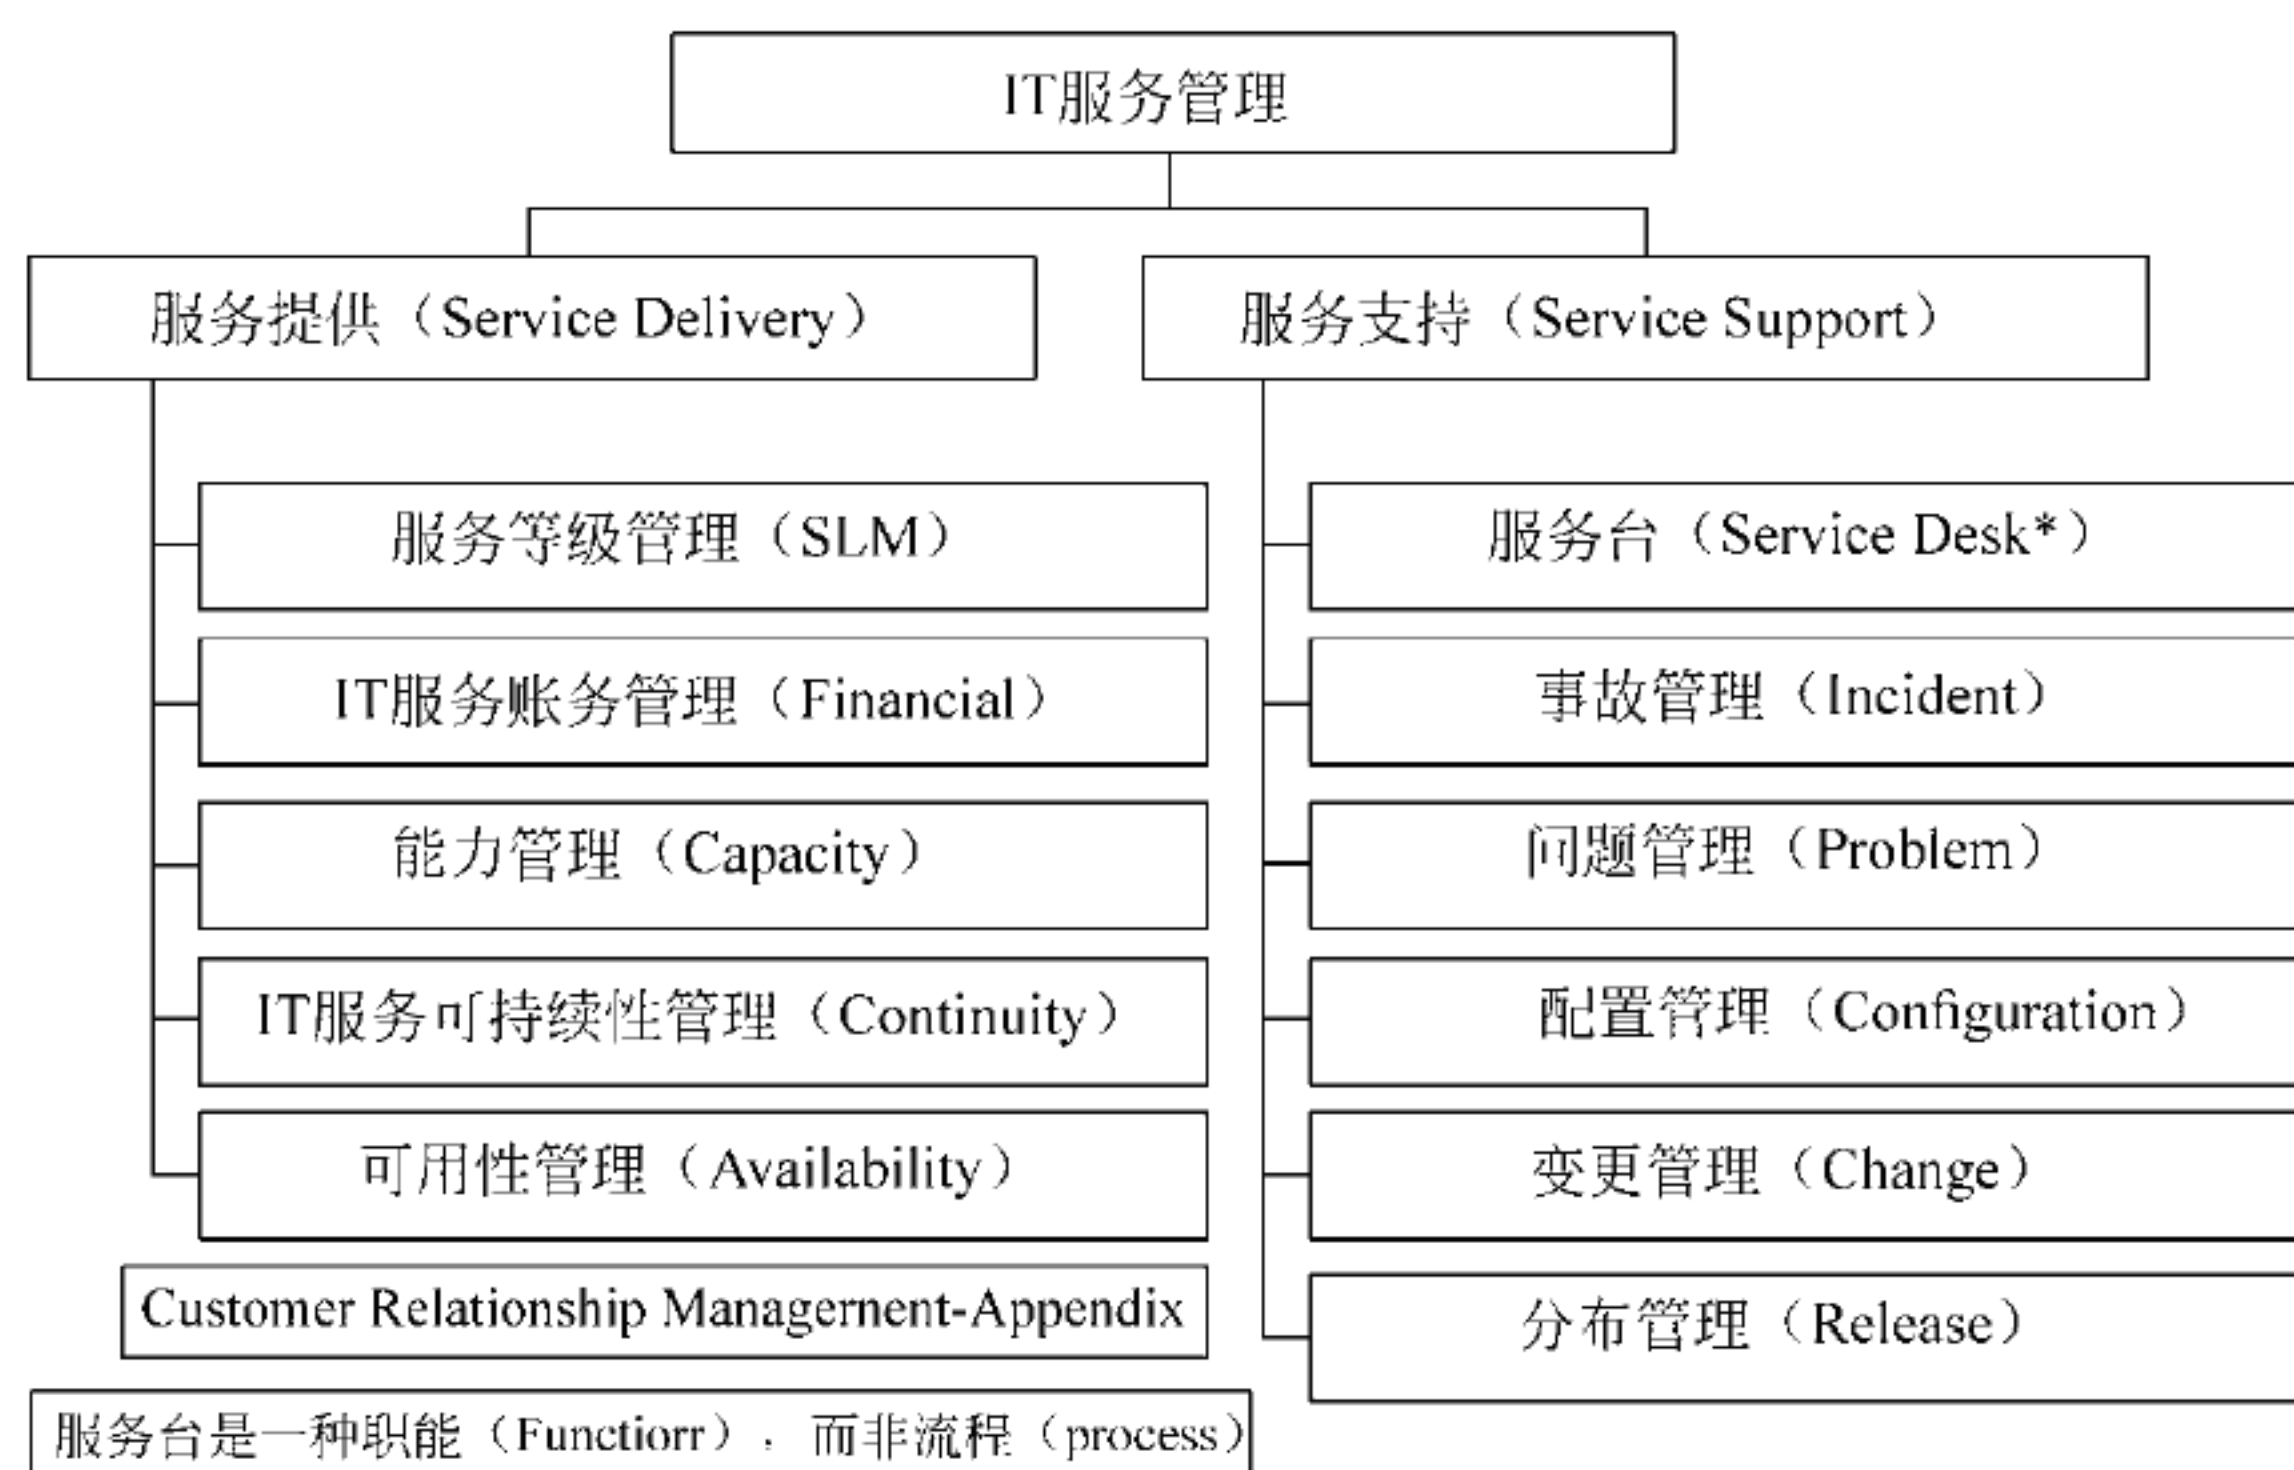 IT服务管理
服务提供（Service Delivery）
服务支持（Service Support）
服务等级管理（SLM）
IT服务账务管理（Financial）
能力管理（Capacity）
IT服务可持续性管理（Continuity）
可用性管理（Availability）
Customer Relationship Managernent-Appendix
服务台是一种职能（Functiorr），而非流程（process）
服务台（Service Desk*）
事故管理（Incident）
问题管理（Problem）
配置管理（Configuration）
变更管理（Change）
分布管理（Release）